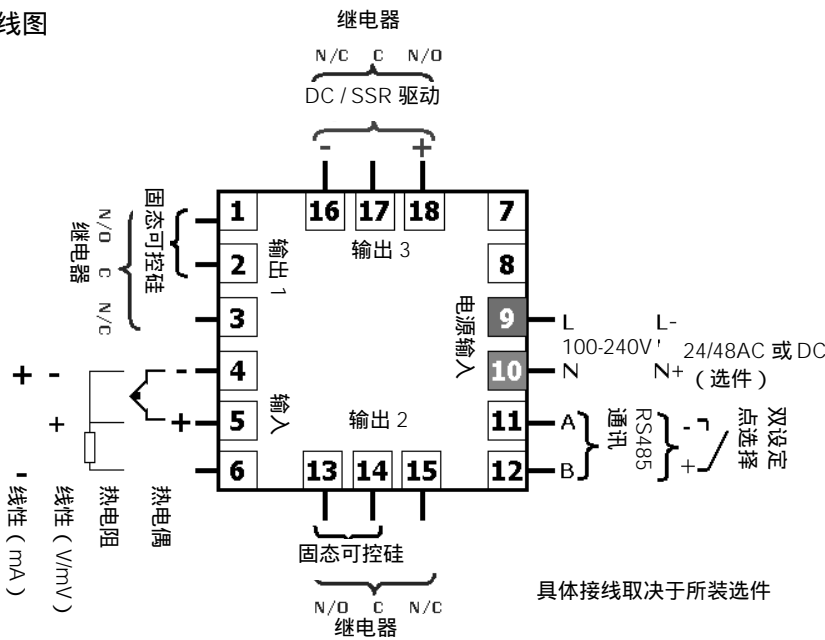 线图
继电器
N/C C N/O
DC / SSR 驱动
- +
16 17 18
输出 3
1
2
3
4
5
6
7
8
9
10
11
12
固态可控硅
N/O C N/C
继电器
输出 1
电源输入
L
100-240V
N
L-
24/48AC 或 DC
N+ （选件）
+ - -
+ +
-
输入
线性（mA）
线性（V/mV）
热电阻
热电偶
输出 2
13 14 15
A
B
RS485
通讯
-
+
双设定
点选择
固态可控硅
N/O C N/C
继电器
具体接线取决于所装选件